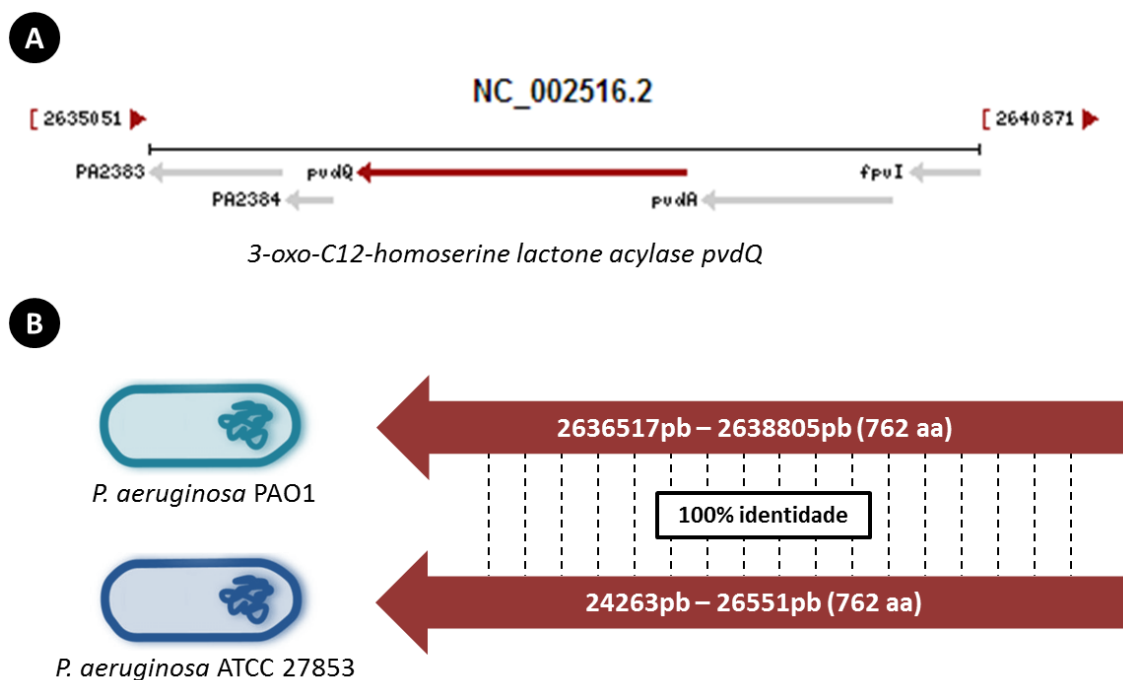 A
NC_002516.2
[ 2635051
[ 2640871
PA2383
pvdQ
fpvI
PA2384
pvdA
3-oxo-C12-homoserine lactone acylase pvdQ
B
2636517pb – 2638805pb (762 aa)
P. aeruginosa PAO1
100% identidade
24263pb – 26551pb (762 aa)
P. aeruginosa ATCC 27853